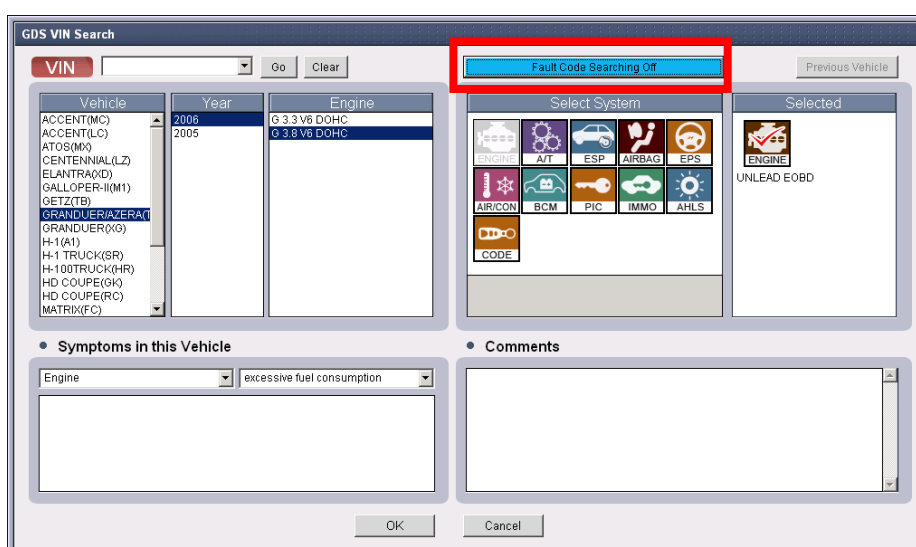 GDS VIN Search
VIN
Go
Clear
Fault Code Searching Off
Previous Vehicle
Vehicle
ACCENT(MC)
ACCENT(LC)
ATOS(MX)
CENTENNIAL(LZ)
ELANTRA(XD)
GALLOPER-II(M1)
GETZ(TB)
GRANDUER/AZERA(T
GRANDUER(XG)
H-1(A1)
H-1 TRUCK(SR)
H-100TRUCK(HR)
HD COUPE(GK)
HD COUPE(RC)
MATRIX(FC)
Year
2006
2005
Engine
G 3.3 V6 DOHC
G 3.8 V6 DOHC
Select System
ENGINE A/T ESP AIRBAG EPS
AIR/CON BCM PIC IMMO AHLS
CODE
Selected
ENGINE
UNLEAD EOBD
Symptoms in this Vehicle
Engine
excessive fuel consumption
Comments
OK
Cancel